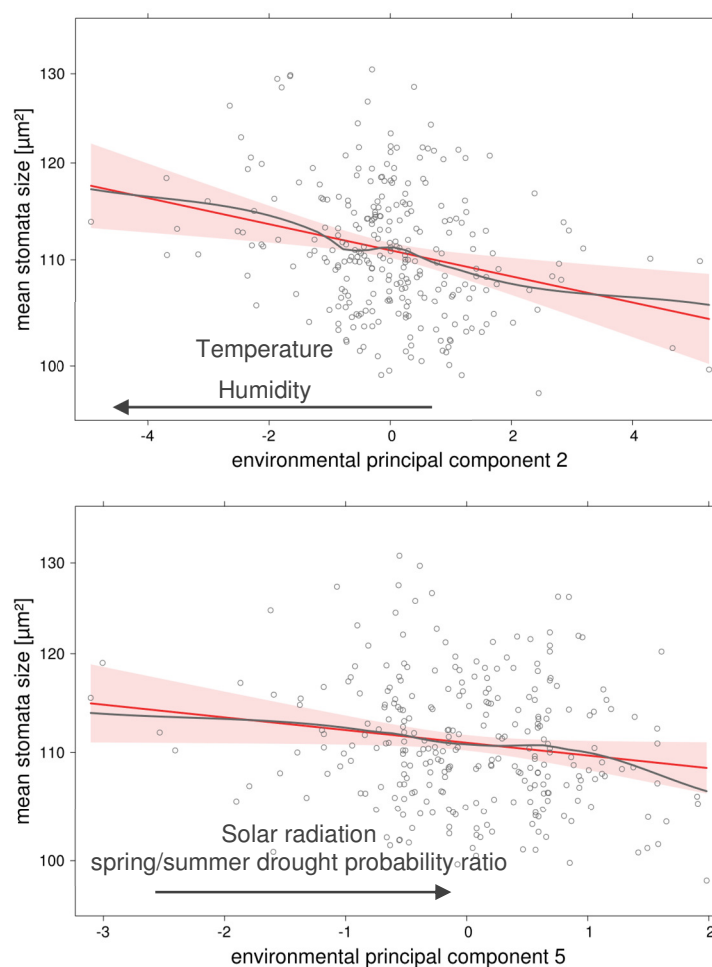 mean stomata size [µm²]
130
120
110
100
Temperature
Humidity
-4 -2 0 2 4
environmental principal component 2
mean stomata size [µm²]
130
120
110
100
Solar radiation
spring/summer drought probability ratio
-3 -2 -1 0 1 2
environmental principal component 5